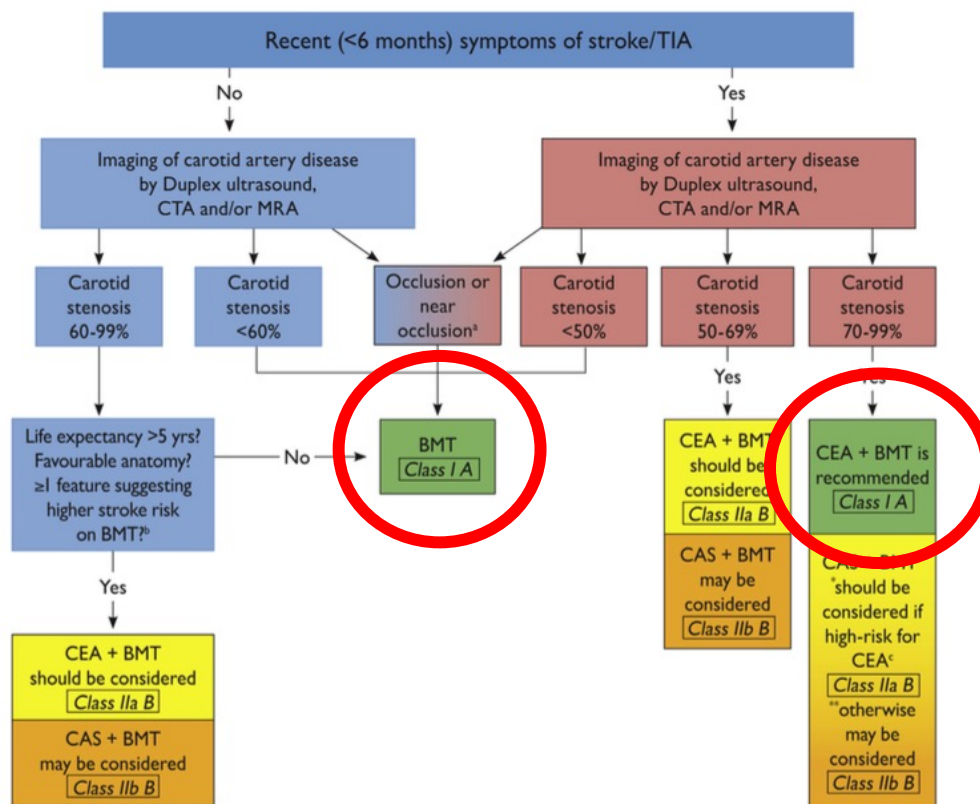 Recent (<6 months) symptoms of stroke/TIA
No
Yes
Imaging of carotid artery disease
by Duplex ultrasound,
CTA and/or MRA
Imaging of carotid artery disease
by Duplex ultrasound,
CTA and/or MRA
Carotid
stenosis
60-99%
Carotid
stenosis
<60%
Occlusion or
near
occlusionᵃ
Carotid
stenosis
<50%
Carotid
stenosis
50-69%
Carotid
stenosis
70-99%
Yes
Yes
Life expectancy >5 yrs?
Favourable anatomy?
≥1 feature suggesting
higher stroke risk
on BMT?ᵇ
No
BMT
Class I A
CEA + BMT
should be
considered
Class IIa B
CEA + BMT is
recommended
Class I A
CAS + BMT
may be
considered
Class IIb B
CAS + BMT
*should be
considered if
high-risk for
CEAᶜ
Class IIa B
**otherwise
may be
considered
Class IIb B
Yes
CEA + BMT
should be considered
Class IIa B
CAS + BMT
may be considered
Class IIb B